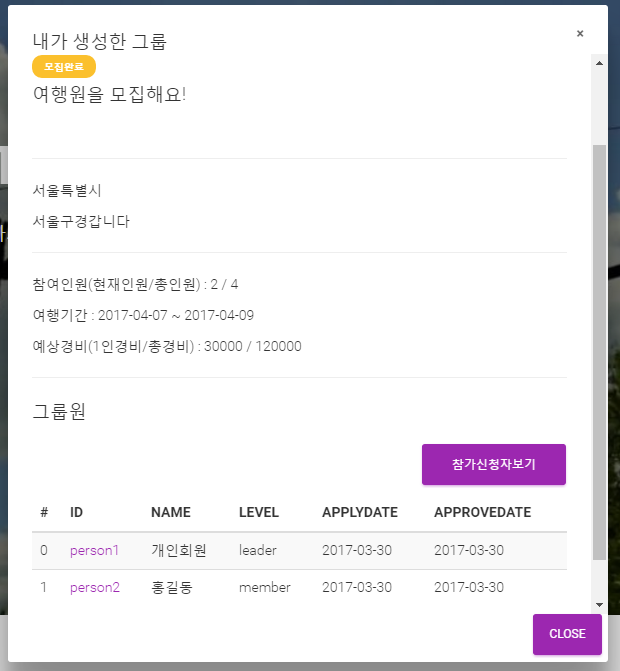 내가 생성한 그룹
×
모집완료
여행원을 모집해요!
서울특별시
서울구경갑니다
참여인원(현재인원/총인원) : 2 / 4
여행기간 : 2017-04-07 ~ 2017-04-09
예상경비(1인경비/총경비) : 30000 / 120000
그룹원
참가신청자보기
# ID NAME LEVEL APPLYDATE APPROVEDATE
0 person1 개인회원 leader 2017-03-30 2017-03-30
1 person2 홍길동 member 2017-03-30 2017-03-30
CLOSE